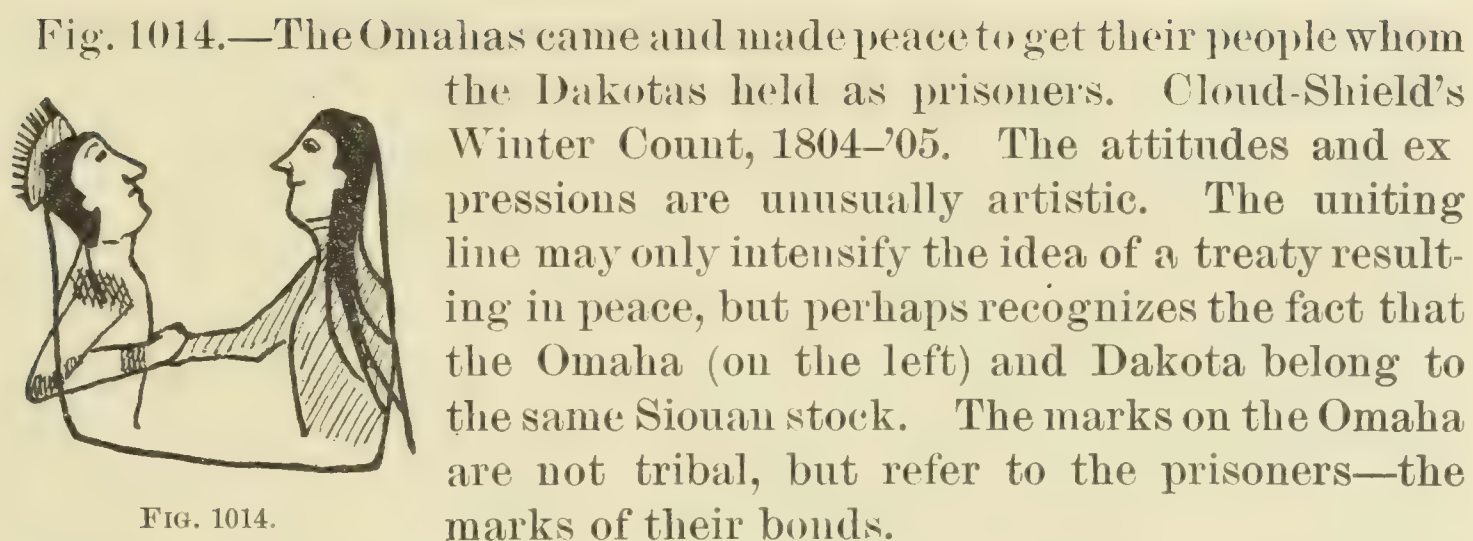 Fig. 1014.—The Omahas came and made peace to get their people whom
the Dakotas held as prisoners. Cloud-Shield's
Winter Count, 1804–'05. The attitudes and ex
pressions are unusually artistic. The uniting
line may only intensify the idea of a treaty result-
ing in peace, but perhaps recognizes the fact that
the Omaha (on the left) and Dakota belong to
the same Siouan stock. The marks on the Omaha
are not tribal, but refer to the prisoners—the
marks of their bonds.
FIG. 1014.